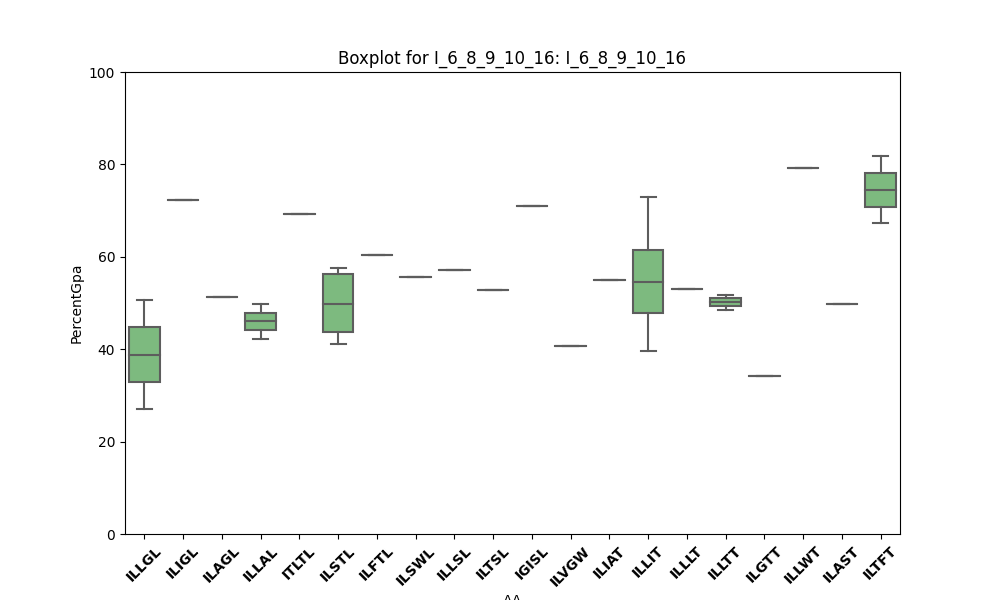 Boxplot for I_6_8_9_10_16: I_6_8_9_10_16
100
80
60
40
20
0
PercentGpa
ILLGL ILIGL ILAGL ILLAL ITLTL ILSTL ILFTL ILSWL ILLSL ILTSL IGISL ILVGW ILIAT ILLIT ILLLT ILLTT ILGTT ILLWT ILAST ILTFT
AA